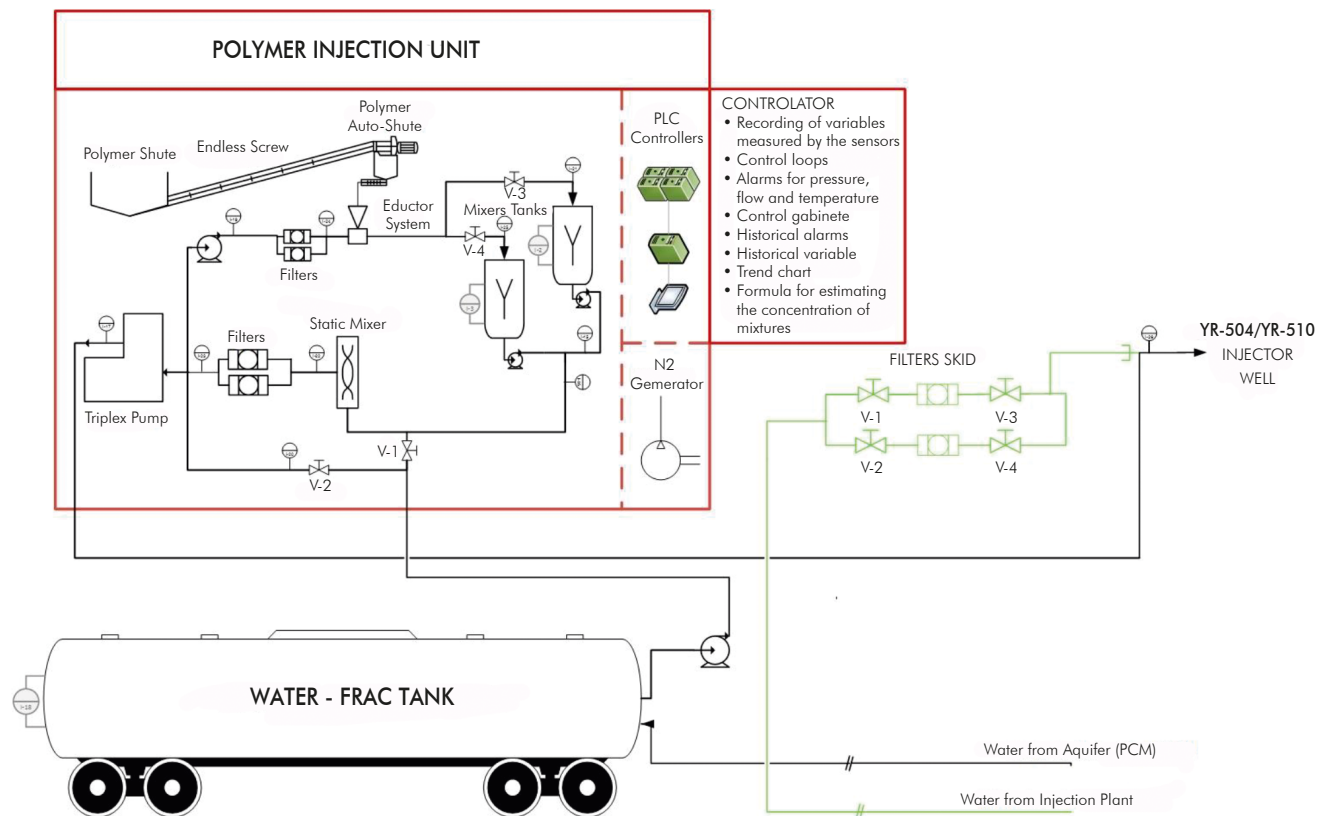 POLYMER INJECTION UNIT
Polymer
Auto-Shute
Endless Screw
Polymer Shute
PLC
Controllers
CONTROLATOR
• Recording of variables
measured by the sensors
• Control loops
• Alarms for pressure,
flow and temperature
• Control gabinete
• Historical alarms
• Historical variable
• Trend chart
• Formula for estimating
the concentration of
mixtures
V-3
Eductor
System
Mixers Tanks
V-4
Filters
Filters
Static Mixer
Triplex Pump
V-1
V-2
N2
Gemerator
FILTERS SKID
V-1
V-3
V-2
V-4
YR-504/YR-510
INJECTOR
WELL
WATER - FRAC TANK
Water from Aquifer (PCM)
Water from Injection Plant